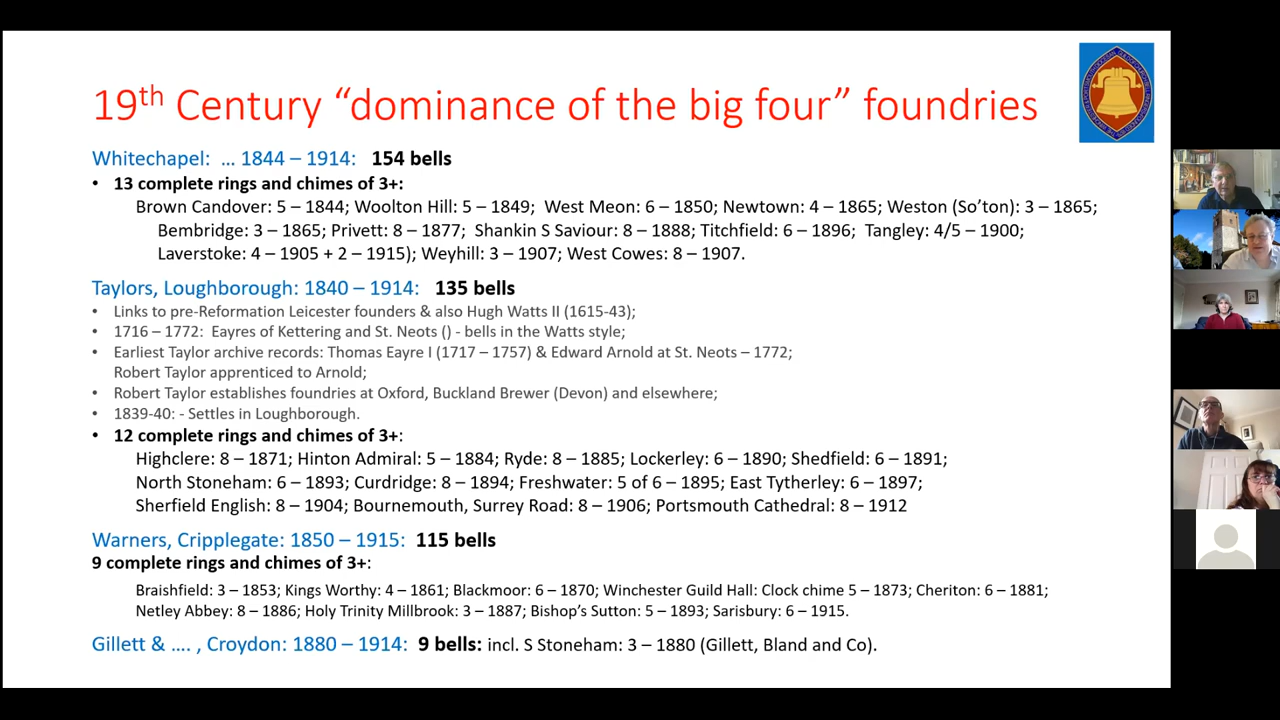 19th Century “dominance of the big four” foundries
Whitechapel: … 1844 – 1914: 154 bells
• 13 complete rings and chimes of 3+:
Brown Candover: 5 – 1844; Woolton Hill: 5 – 1849; West Meon: 6 – 1850; Newtown: 4 – 1865; Weston (So’ton): 3 – 1865;
Bembridge: 3 – 1865; Privett: 8 – 1877; Shankin S Saviour: 8 – 1888; Titchfield: 6 – 1896; Tangley: 4/5 – 1900;
Laverstoke: 4 – 1905 + 2 – 1915); Weyhill: 3 – 1907; West Cowes: 8 – 1907.
Taylors, Loughborough: 1840 – 1914: 135 bells
• Links to pre-Reformation Leicester founders & also Hugh Watts II (1615-43);
• 1716 – 1772: Eayres of Kettering and St. Neots () - bells in the Watts style;
• Earliest Taylor archive records: Thomas Eayre I (1717 – 1757) & Edward Arnold at St. Neots – 1772;
Robert Taylor apprenticed to Arnold;
• Robert Taylor establishes foundries at Oxford, Buckland Brewer (Devon) and elsewhere;
• 1839-40: - Settles in Loughborough.
• 12 complete rings and chimes of 3+:
Highclere: 8 – 1871; Hinton Admiral: 5 – 1884; Ryde: 8 – 1885; Lockerley: 6 – 1890; Shedfield: 6 – 1891;
North Stoneham: 6 – 1893; Curdridge: 8 – 1894; Freshwater: 5 of 6 – 1895; East Tytherley: 6 – 1897;
Sherfield English: 8 – 1904; Bournemouth, Surrey Road: 8 – 1906; Portsmouth Cathedral: 8 – 1912
Warners, Cripplegate: 1850 – 1915: 115 bells
9 complete rings and chimes of 3+:
Braishfield: 3 – 1853; Kings Worthy: 4 – 1861; Blackmoor: 6 – 1870; Winchester Guild Hall: Clock chime 5 – 1873; Cheriton: 6 – 1881;
Netley Abbey: 8 – 1886; Holy Trinity Millbrook: 3 – 1887; Bishop’s Sutton: 5 – 1893; Sarisbury: 6 – 1915.
Gillett & …. , Croydon: 1880 – 1914: 9 bells: incl. S Stoneham: 3 – 1880 (Gillett, Bland and Co).